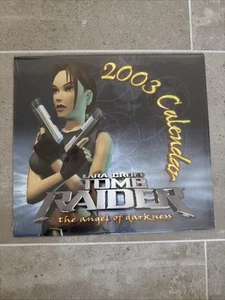 2003 Calendar
LARA CROFT
TOMB
RAIDER
the angel of darkness